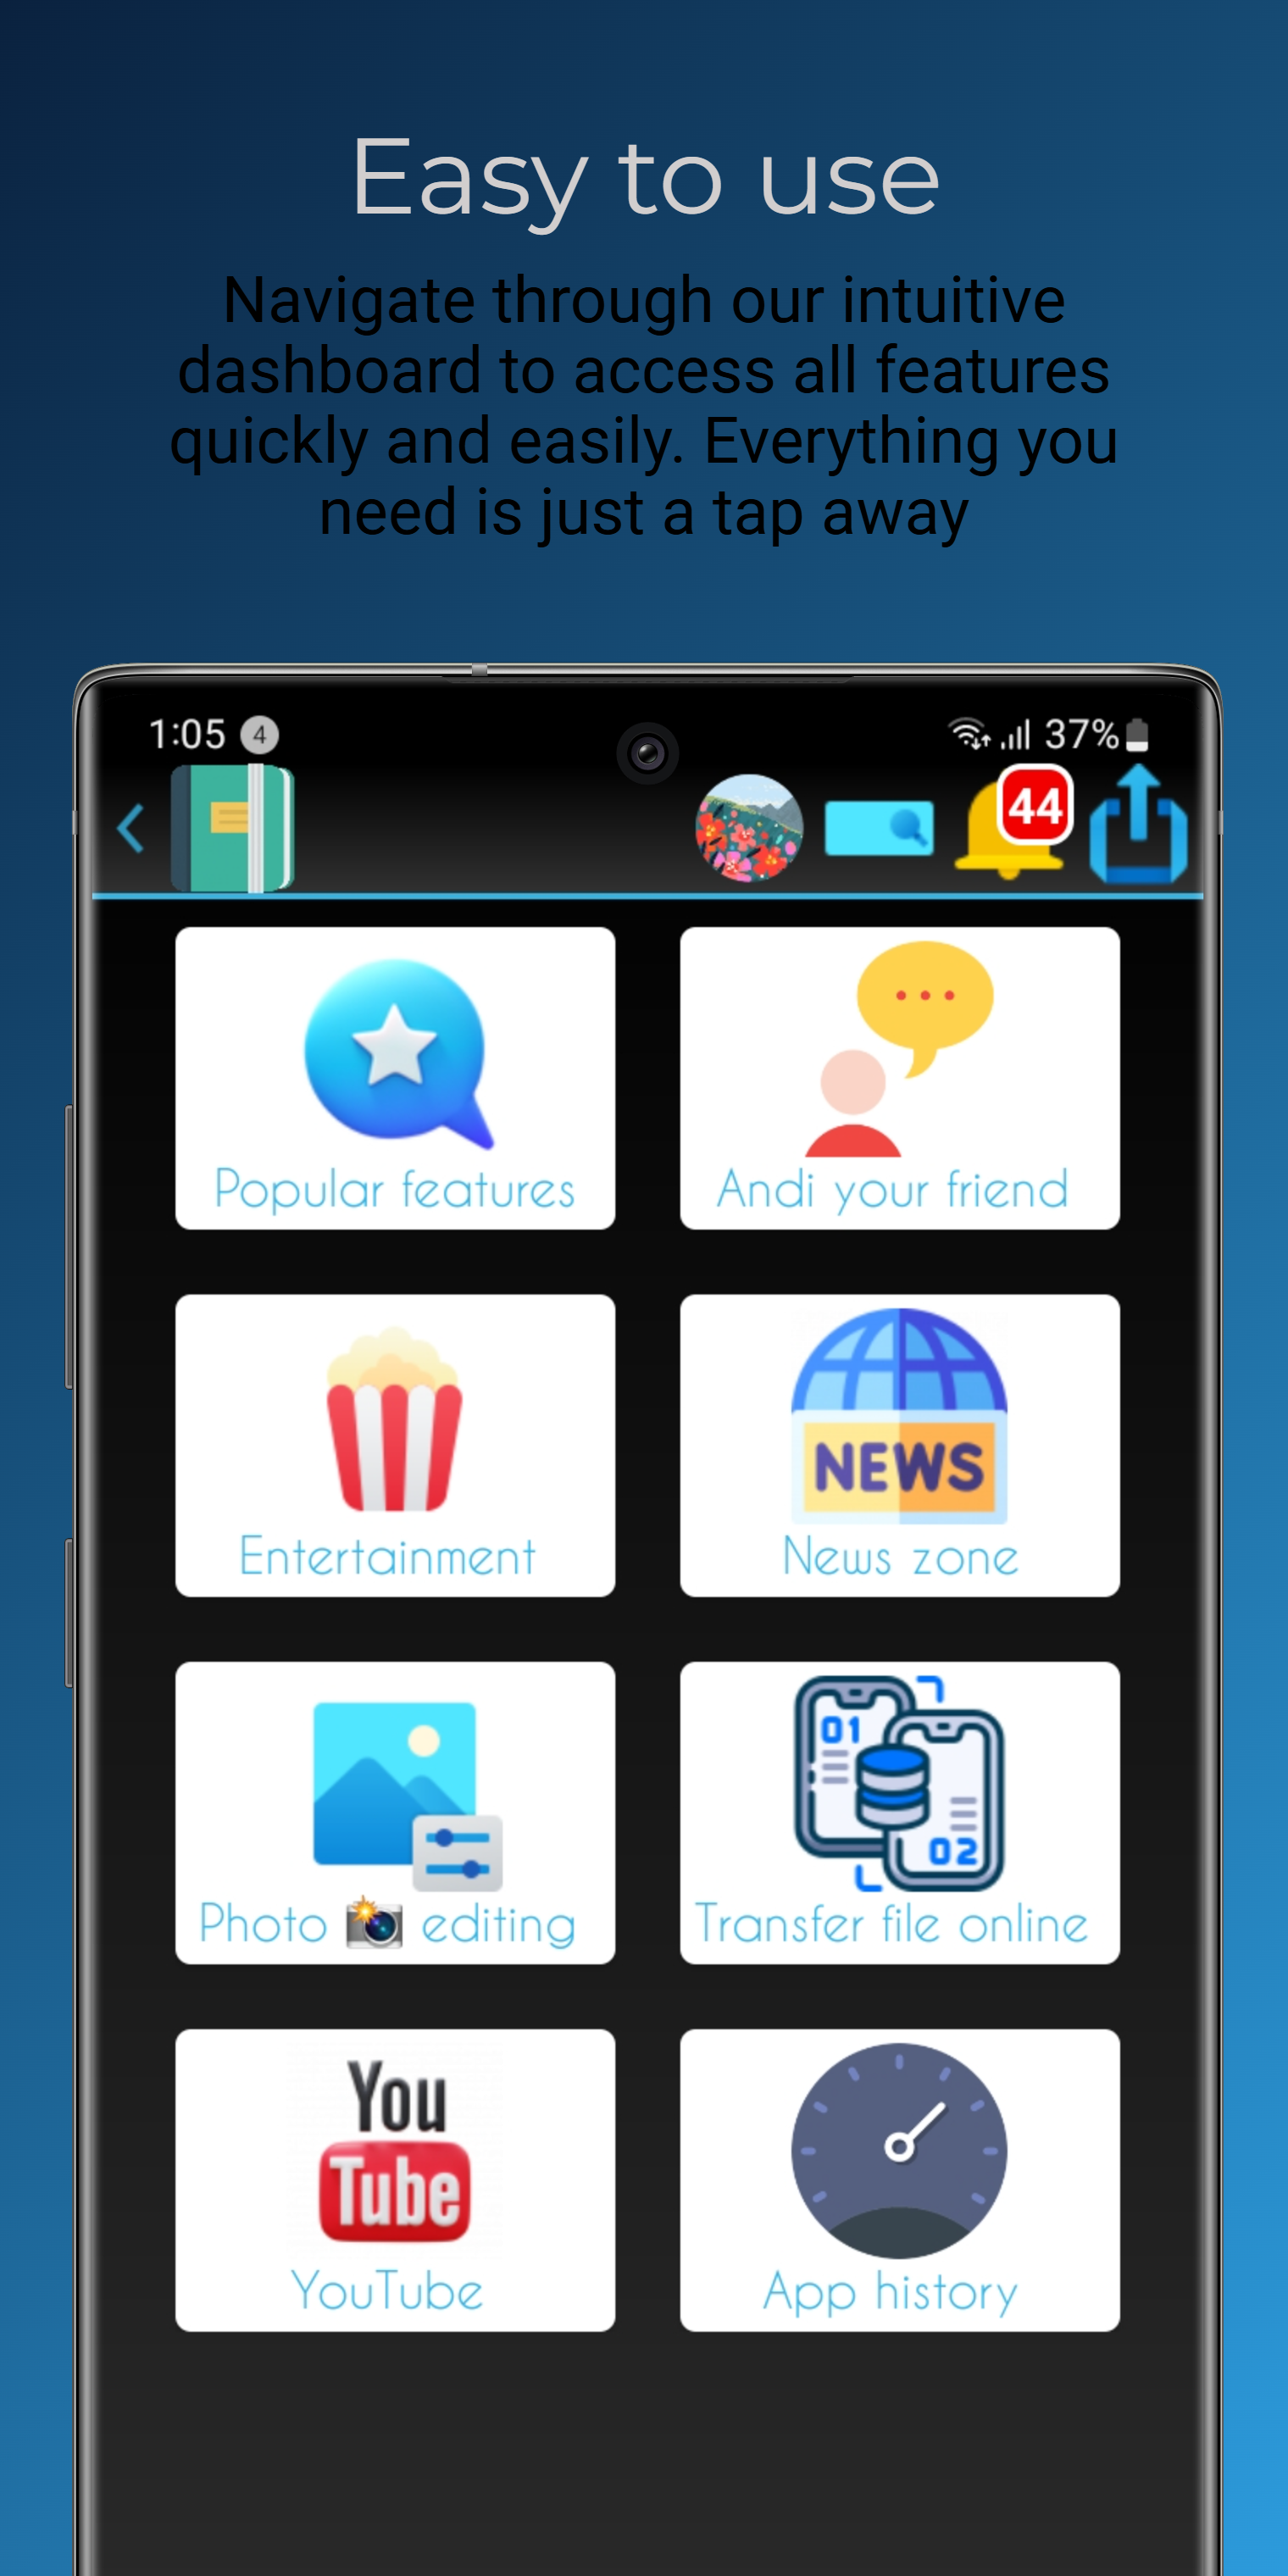 Easy to use
Navigate through our intuitive
dashboard to access all features
quickly and easily. Everything you
need is just a tap away
1:05 4 37%
44
Popular features
Andi your friend
NEWS
Entertainment
News zone
01
02
Photo 📸 editing
Transfer file online
You
Tube
YouTube
App history